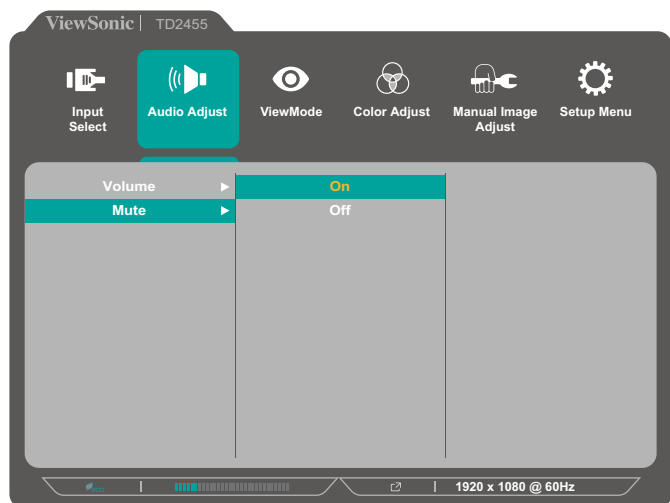 ViewSonic | TD2455
Input Select
Audio Adjust
ViewMode
Color Adjust
Manual Image Adjust
Setup Menu
Volume
On
Mute
Off
1920 x 1080 @ 60Hz